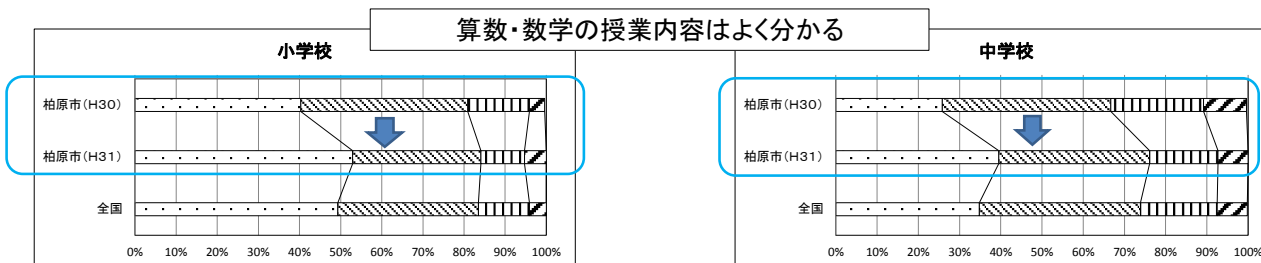 算数・数学の授業内容はよく分かる
小学校
柏原市(H30)
柏原市(H31)
全国
0% 10% 20% 30% 40% 50% 60% 70% 80% 90% 100%
中学校
柏原市(H30)
柏原市(H31)
全国
0% 10% 20% 30% 40% 50% 60% 70% 80% 90% 100%